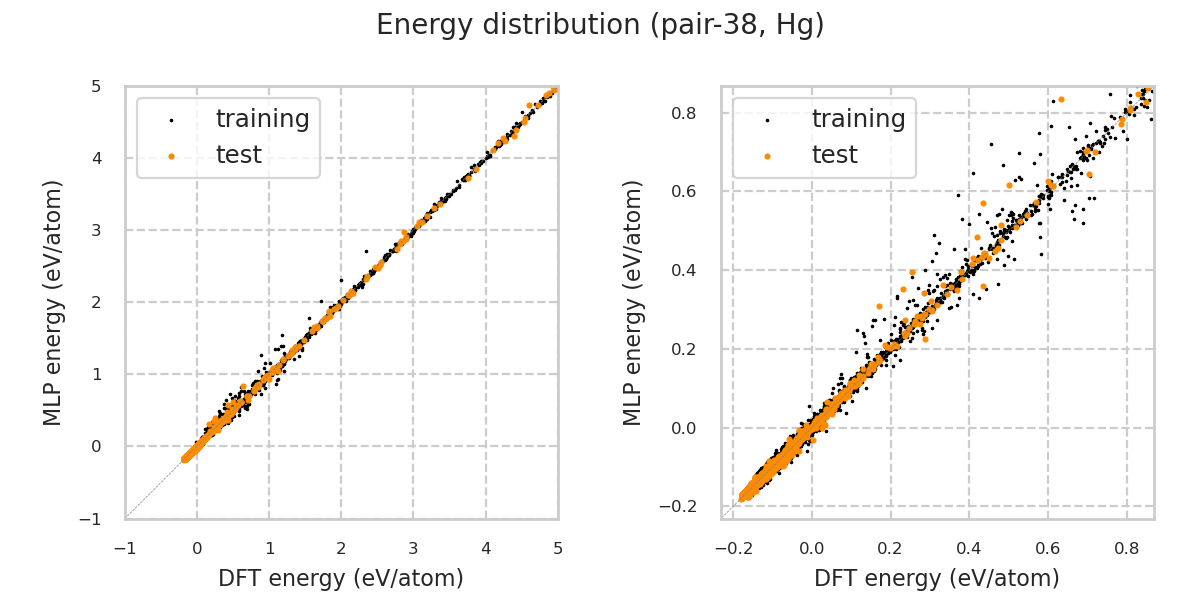 Energy distribution (pair-38, Hg)
training
test
5
4
3
2
1
0
−1
−1 0 1 2 3 4 5
MLP energy (eV/atom)
DFT energy (eV/atom)
training
test
0.8
0.6
0.4
0.2
0.0
−0.2
−0.2 0.0 0.2 0.4 0.6 0.8
MLP energy (eV/atom)
DFT energy (eV/atom)